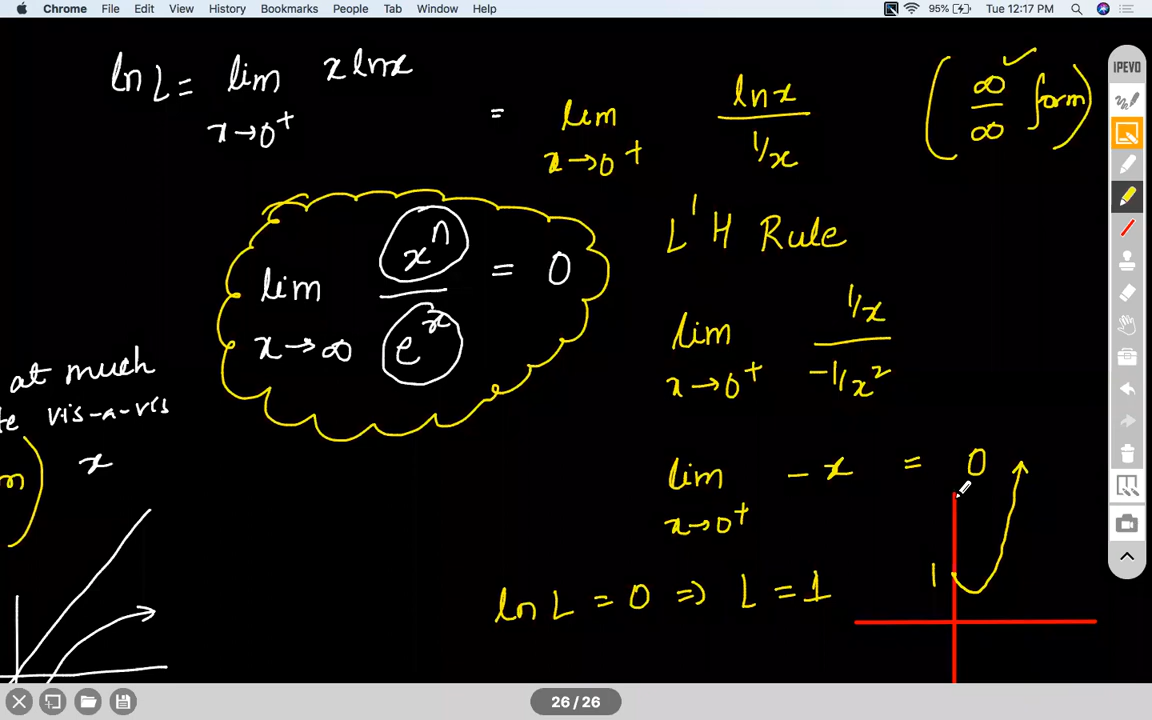 Chrome File Edit View History Bookmarks People Tab Window Help 95% Tue 12:17 PM
ln L = lim x→0+ x ln x
= lim x→0+ ln x / 1/x (∞/∞ form)
lim x→∞ x^n / e^x = 0
L'H Rule
lim x→0+ 1/x / -1/x²
at much
vis-a-vis
x
lim x→0+ -x = 0
ln L = 0 ⇒ L = 1
1
IPEVO
26 / 26